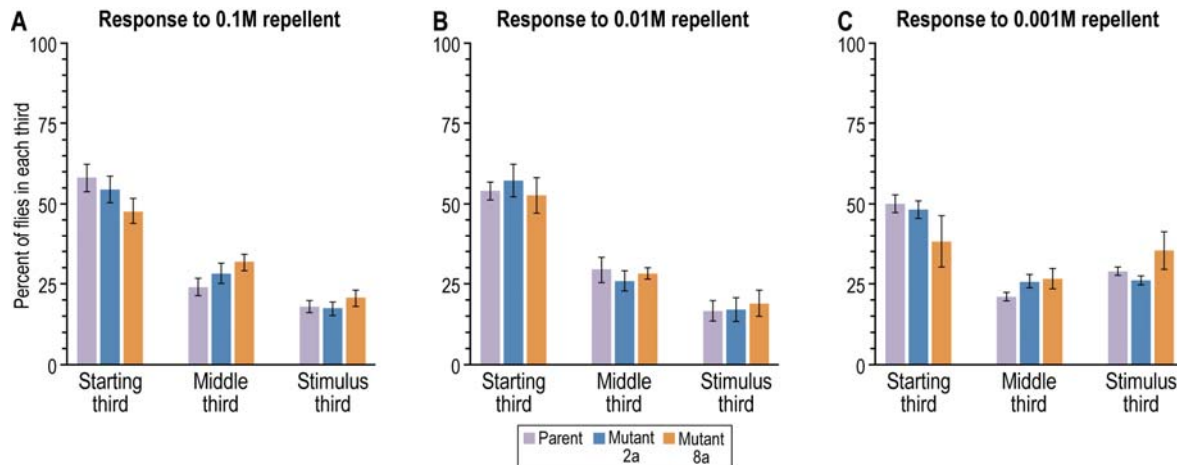 A Response to 0.1M repellent
Percent of flies in each third
100
75
50
25
0
Starting third
Middle third
Stimulus third
B Response to 0.01M repellent
100
75
50
25
0
Starting third
Middle third
Stimulus third
C Response to 0.001M repellent
100
75
50
25
0
Starting third
Middle third
Stimulus third
Parent
Mutant 2a
Mutant 8a